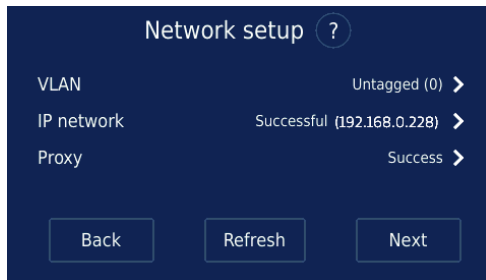 Network setup ?
VLAN Untagged (0) >
IP network Successful (192.168.0.228) >
Proxy Success >
Back Refresh Next